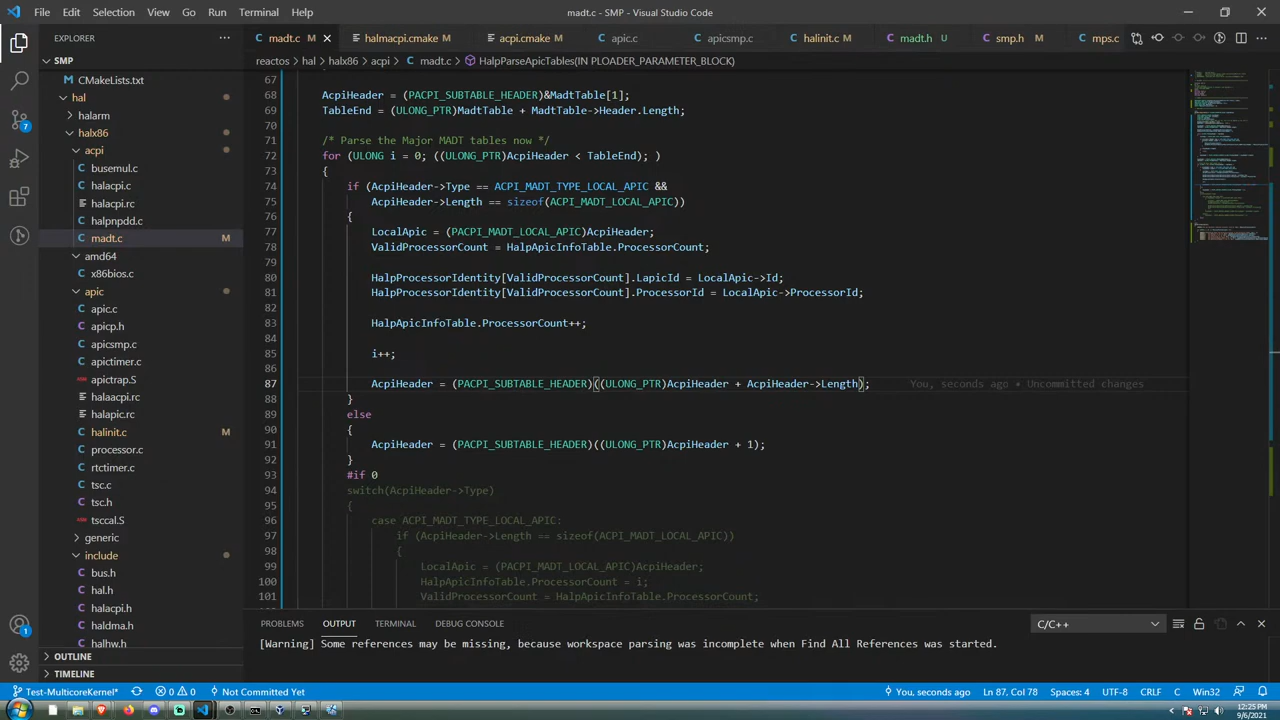 File Edit Selection View Go Run Terminal Help
madt.c - SMP - Visual Studio Code
EXPLORER
madt.c M
halmacpi.cmake M
acpi.cmake M
apic.c
apicsmp.c
halinit.c M
madt.h U
smp.h M
mps.c
SMP
reactos > hal > halx86 > acpi > madt.c > HalpParseApicTables(IN PLOADER_PARAMETER_BLOCK)
CMakeLists.txt
hal
halarm
halx86
acpi
busemul.c
halacpi.c
halacpi.rc
halpnpdd.c
madt.c M
amd64
x86bios.c
apic
apic.c
apicp.h
apicsmp.c
apictimer.c
apictrap.S
halaacpi.rc
halapic.rc
halinit.c M
processor.c
rtctimer.c
tsc.c
tsc.h
tsccal.S
generic
include
bus.h
hal.h
halacpi.h
haldma.h
halhw.h
OUTLINE
TIMELINE
67
68 AcpiHeader = (PACPI_SUBTABLE_HEADER)&MadtTable[1];
69 TableEnd = (ULONG_PTR)MadtTable + MadtTable->Header.Length;
70
71
72 for (ULONG i = 0; ((ULONG_PTR)AcpiHeader < TableEnd); )
73
74 if (AcpiHeader->Type == ACPI_MADT_TYPE_LOCAL_APIC &&
75 AcpiHeader->Length == sizeof(ACPI_MADT_LOCAL_APIC))
76
77 LocalApic = (PACPI_MADT_LOCAL_APIC)AcpiHeader;
78 ValidProcessorCount = HalpApicInfoTable.ProcessorCount;
79
80 HalpProcessorIdentity[ValidProcessorCount].LapicId = LocalApic->Id;
81 HalpProcessorIdentity[ValidProcessorCount].ProcessorId = LocalApic->ProcessorId;
82
83 HalpApicInfoTable.ProcessorCount++;
84
85 i++;
86
87 AcpiHeader = (PACPI_SUBTABLE_HEADER)((ULONG_PTR)AcpiHeader + AcpiHeader->Length); You, seconds ago • Uncommitted changes
88 }
89 else
90 {
91 AcpiHeader = (PACPI_SUBTABLE_HEADER)((ULONG_PTR)AcpiHeader + 1);
92 }
93 #if 0
94 switch(AcpiHeader->Type)
95 {
96 case ACPI_MADT_TYPE_LOCAL_APIC:
97 if (AcpiHeader->Length == sizeof(ACPI_MADT_LOCAL_APIC))
98 {
99 LocalApic = (PACPI_MADT_LOCAL_APIC)AcpiHeader;
100 HalpApicInfoTable.ProcessorCount = i;
101 ValidProcessorCount = HalpApicInfoTable.ProcessorCount;
PROBLEMS OUTPUT TERMINAL DEBUG CONSOLE
C/C++
[Warning] Some references may be missing, because workspace parsing was incomplete when Find All References was started.
7
1
Test-MulticoreKernel* 0 0 Not Committed Yet
You, seconds ago Ln 87, Col 78 Spaces: 4 UTF-8 CRLF C Win32
12:25 PM
9/6/2021